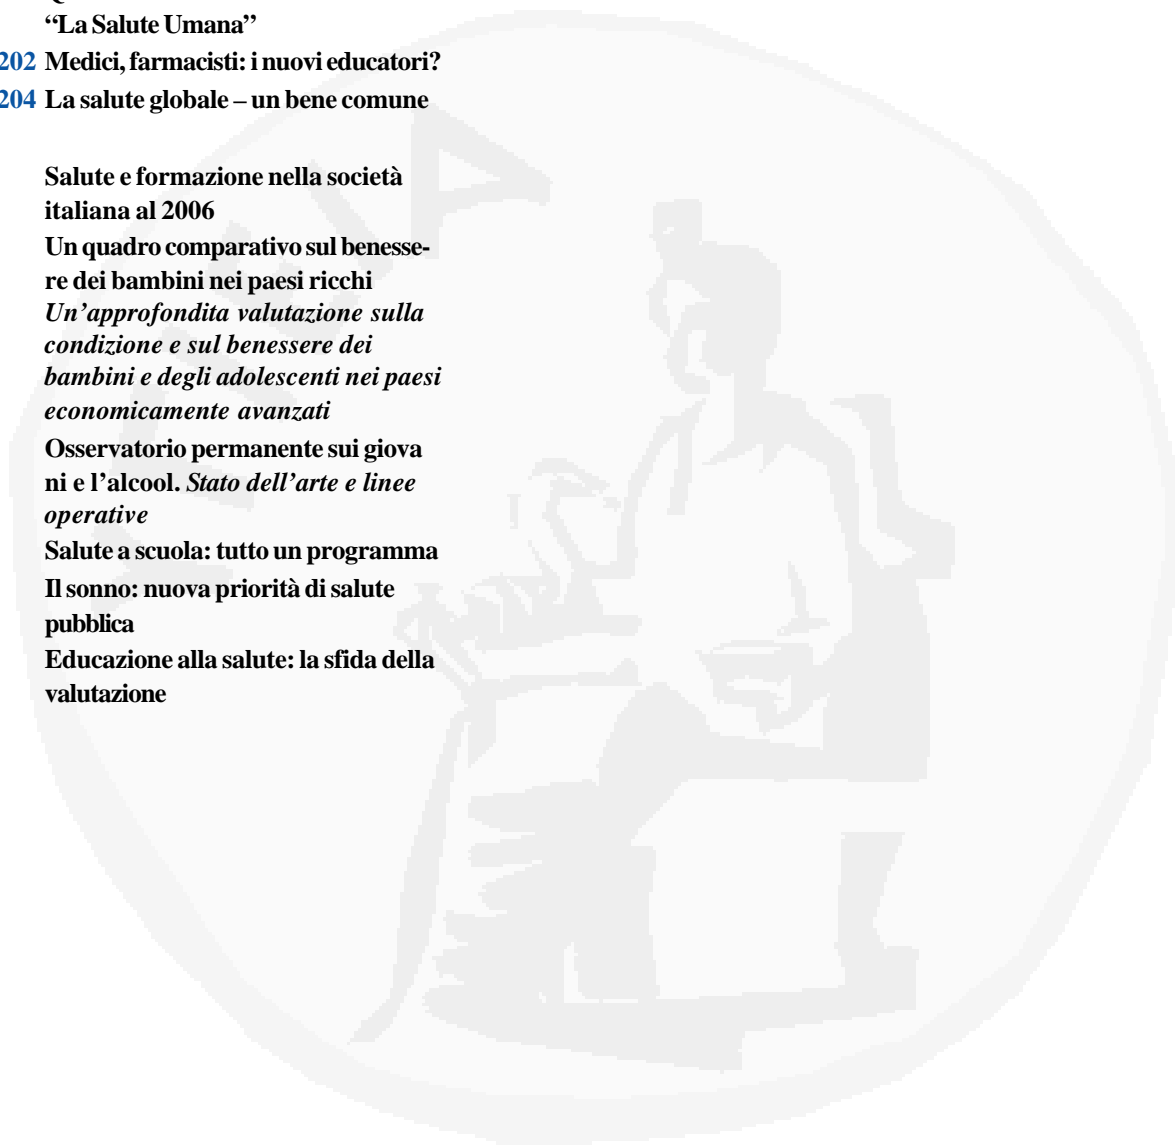 “La Salute Umana”
202 Medici, farmacisti: i nuovi educatori?
204 La salute globale – un bene comune
Salute e formazione nella società
italiana al 2006
Un quadro comparativo sul benesse-
re dei bambini nei paesi ricchi
Un’approfondita valutazione sulla
condizione e sul benessere dei
bambini e degli adolescenti nei paesi
economicamente avanzati
Osservatorio permanente sui giova
ni e l’alcool. Stato dell’arte e linee
operative
Salute a scuola: tutto un programma
Il sonno: nuova priorità di salute
pubblica
Educazione alla salute: la sfida della
valutazione